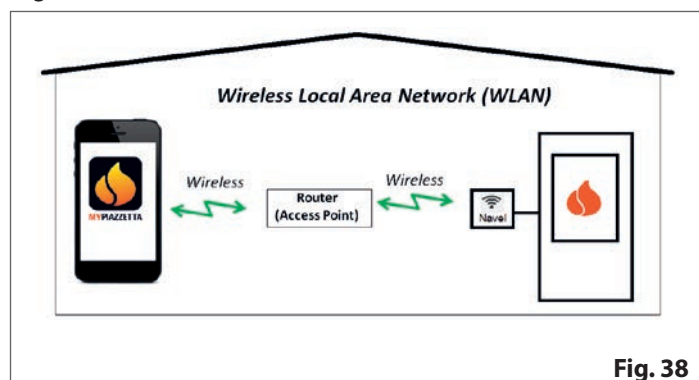 Wireless Local Area Network (WLAN)
MYPIAZZETTA
Wireless
Router
(Access Point)
Wireless
Navel
Fig. 38